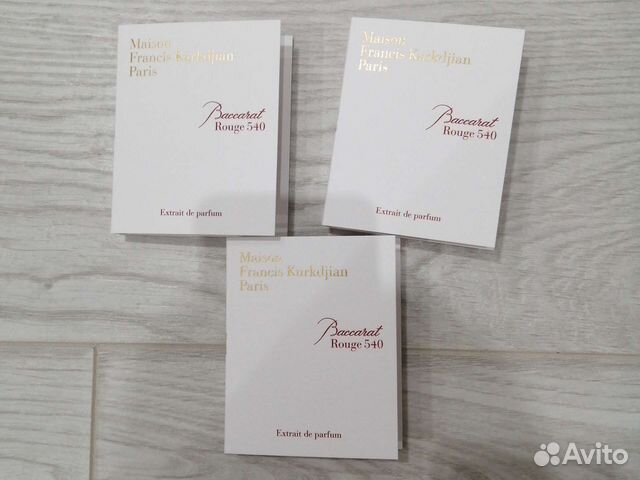 Maison
Francis Kurkdjian
Paris
Baccarat
Rouge 540
Extrait de parfum
Maison
Francis Kurkdjian
Paris
Baccarat
Rouge 540
Extrait de parfum
Maison
Francis Kurkdjian
Paris
Baccarat
Rouge 540
Extrait de parfum
Avito